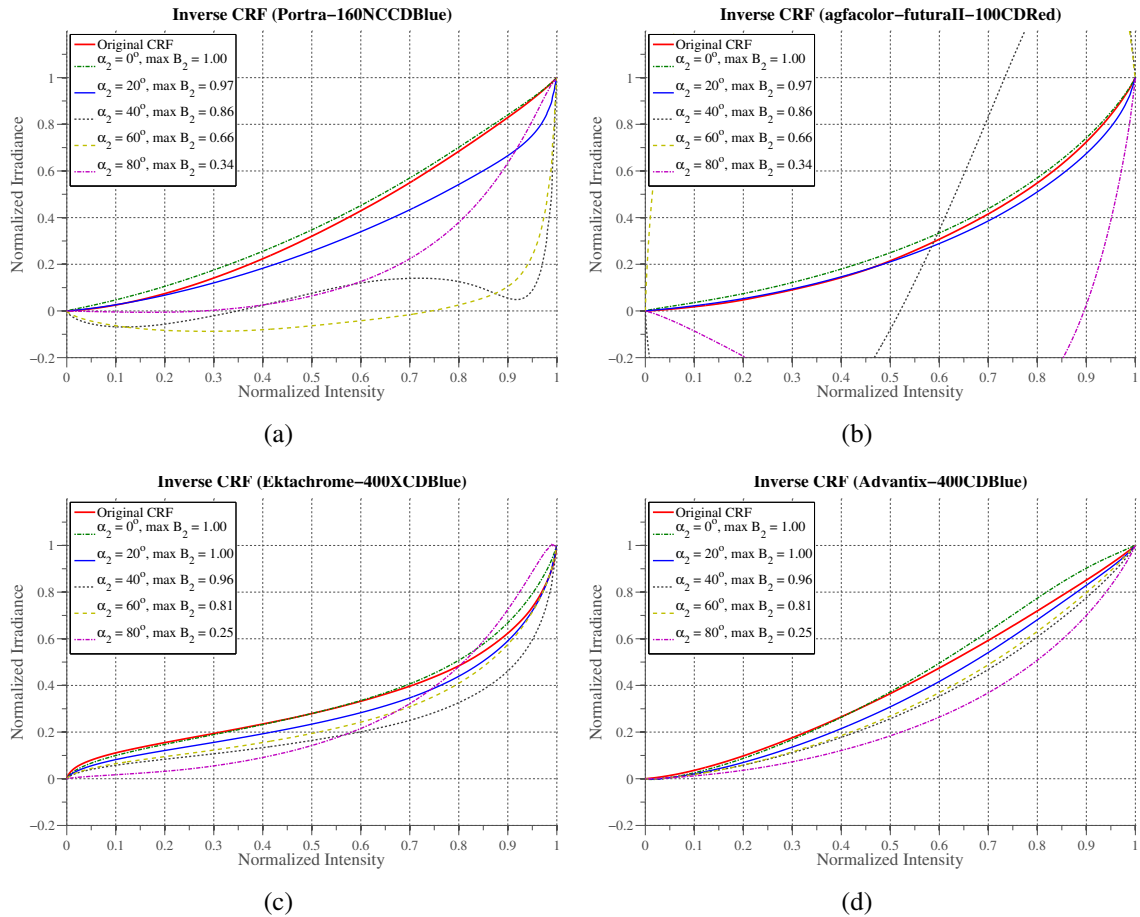 Inverse CRF (Portra−160NCCDBlue)
Original CRF
α2 = 0o, max B2 = 1.00
α2 = 20o, max B2 = 0.97
α2 = 40o, max B2 = 0.86
α2 = 60o, max B2 = 0.66
α2 = 80o, max B2 = 0.34
Normalized Irradiance
1
0.8
0.6
0.4
0.2
0
−0.2
0 0.1 0.2 0.3 0.4 0.5 0.6 0.7 0.8 0.9 1
Normalized Intensity
(a)
Inverse CRF (agfacolor−futuraII−100CDRed)
Original CRF
α2 = 0o, max B2 = 1.00
α2 = 20o, max B2 = 0.97
α2 = 40o, max B2 = 0.86
α2 = 60o, max B2 = 0.66
α2 = 80o, max B2 = 0.34
Normalized Irradiance
1
0.8
0.6
0.4
0.2
0
−0.2
0 0.1 0.2 0.3 0.4 0.5 0.6 0.7 0.8 0.9 1
Normalized Intensity
(b)
Inverse CRF (Ektachrome−400XCDBlue)
Original CRF
α2 = 0o, max B2 = 1.00
α2 = 20o, max B2 = 1.00
α2 = 40o, max B2 = 0.96
α2 = 60o, max B2 = 0.81
α2 = 80o, max B2 = 0.25
Normalized Irradiance
1
0.8
0.6
0.4
0.2
0
−0.2
0 0.1 0.2 0.3 0.4 0.5 0.6 0.7 0.8 0.9 1
Normalized Intensity
(c)
Inverse CRF (Advantix−400CDBlue)
Original CRF
α2 = 0o, max B2 = 1.00
α2 = 20o, max B2 = 1.00
α2 = 40o, max B2 = 0.96
α2 = 60o, max B2 = 0.81
α2 = 80o, max B2 = 0.25
Normalized Irradiance
1
0.8
0.6
0.4
0.2
0
−0.2
0 0.1 0.2 0.3 0.4 0.5 0.6 0.7 0.8 0.9 1
Normalized Intensity
(d)